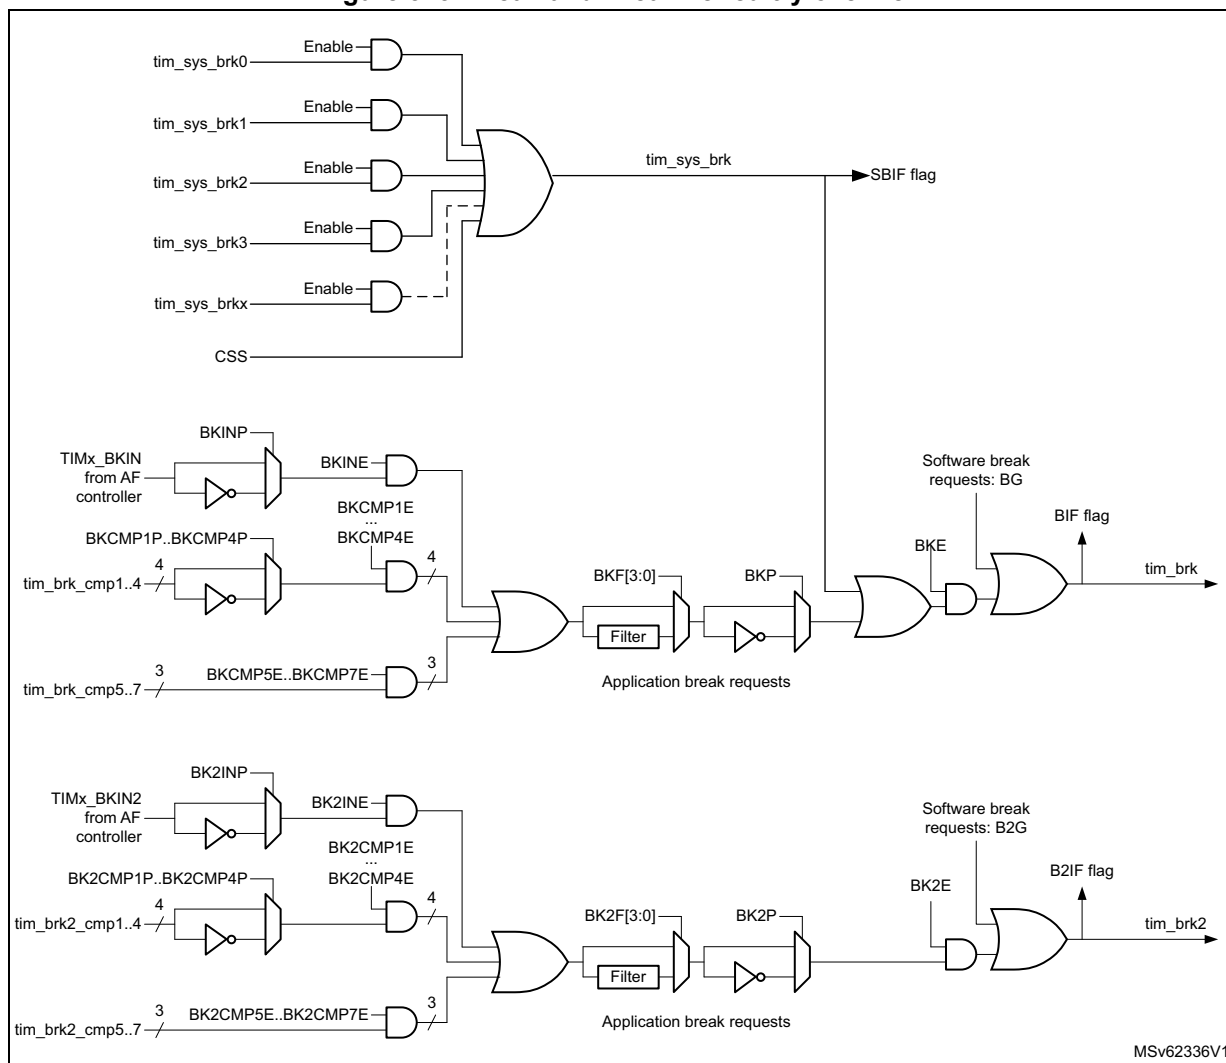 Enable
tim_sys_brk0
Enable
tim_sys_brk1
tim_sys_brk
Enable
tim_sys_brk2
SBIF flag
Enable
tim_sys_brk3
Enable
tim_sys_brkx
CSS
BKINP
TIMx_BKIN
from AF
controller
BKINE
Software break
requests: BG
BKCMP1E
...
BKCMP4E
BIF flag
BKCMP1P..BKCMP4P
BKE
4
4
tim_brk_cmp1..4
BKF[3:0]
BKP
tim_brk
Filter
3
BKCMP5E..BKCMP7E
3
tim_brk_cmp5..7
Application break requests
BK2INP
TIMx_BKIN2
from AF
controller
BK2INE
Software break
requests: B2G
BK2CMP1E
...
BK2CMP4E
B2IF flag
BK2CMP1P..BK2CMP4P
BK2E
4
4
tim_brk2_cmp1..4
BK2F[3:0]
BK2P
tim_brk2
Filter
3
BK2CMP5E..BK2CMP7E
3
tim_brk2_cmp5..7
Application break requests
MSv62336V1